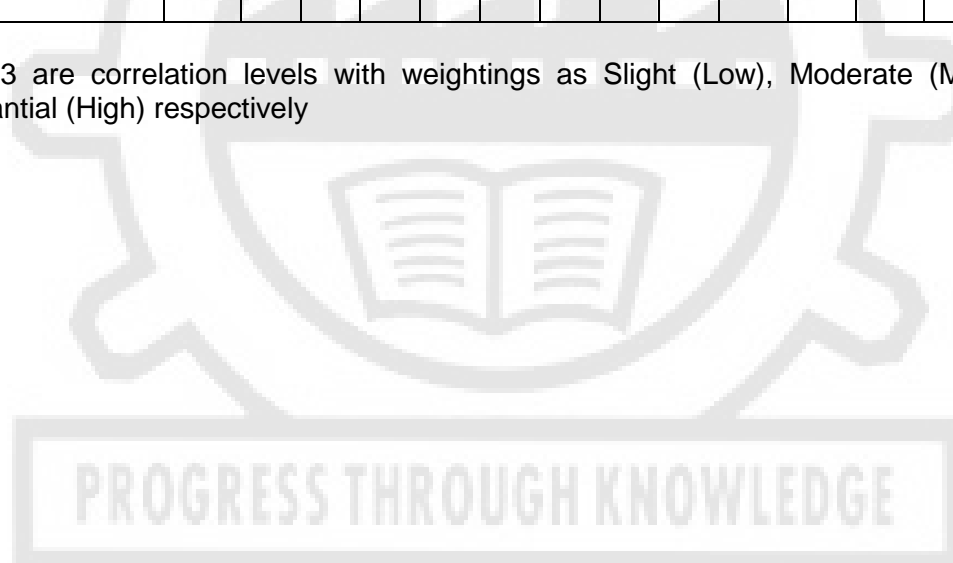 3 are correlation levels with weightings as Slight (Low), Moderate (M
antial (High) respectively
PROGRESS THROUGH KNOWLEDGE